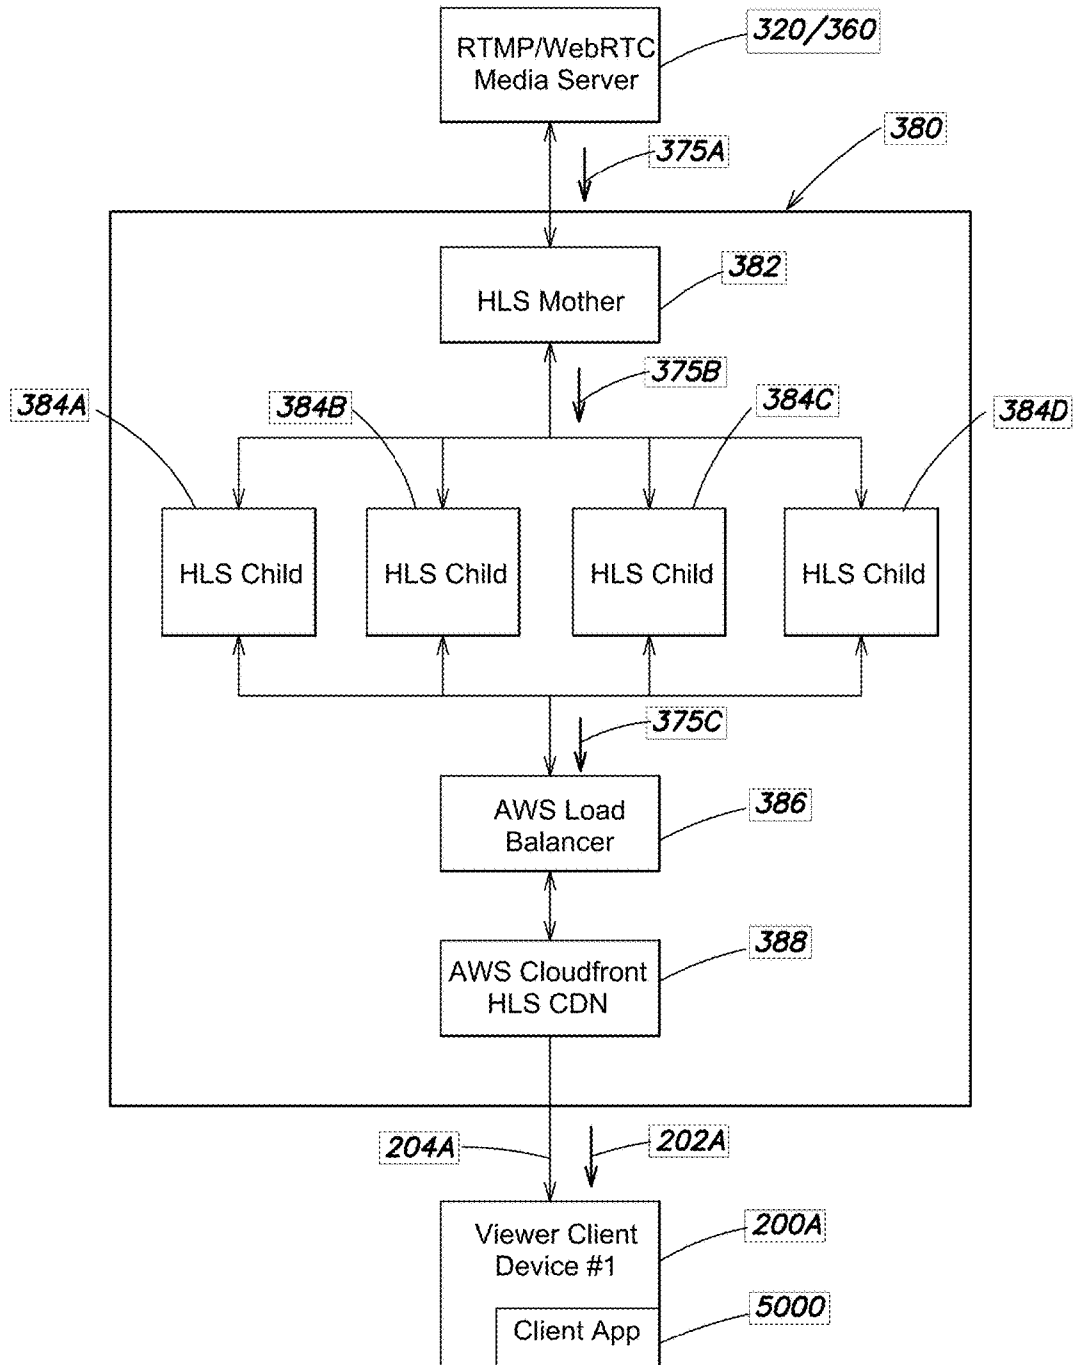 RTMP/WebRTC
Media Server
320/360
380
375A
HLS Mother
382
375B
384A
384B
384C
384D
HLS Child
HLS Child
HLS Child
HLS Child
375C
AWS Load
Balancer
386
AWS Cloudfront
HLS CDN
388
204A
202A
Viewer Client
Device #1
200A
Client App
5000